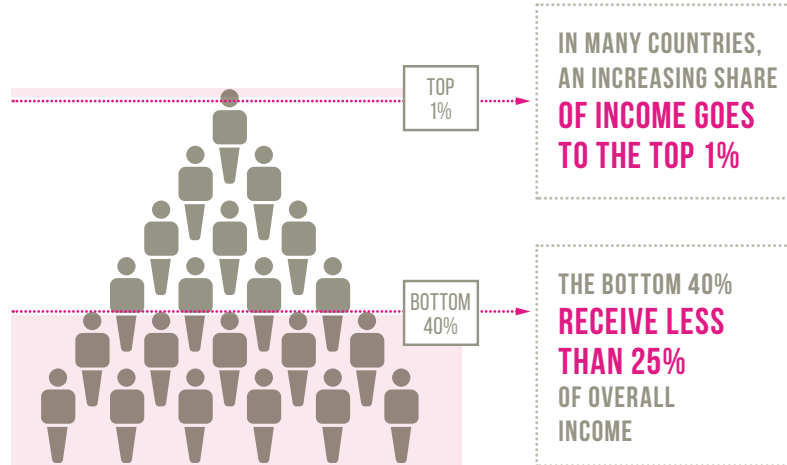 TOP
1%
IN MANY COUNTRIES,
AN INCREASING SHARE
OF INCOME GOES
TO THE TOP 1%
BOTTOM
40%
THE BOTTOM 40%
RECEIVE LESS
THAN 25%
OF OVERALL
INCOME